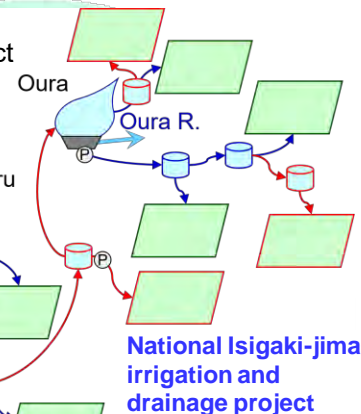 ct
Oura
Oura R.
P
ru
P
National Isigaki-jima
irrigation and
drainage project